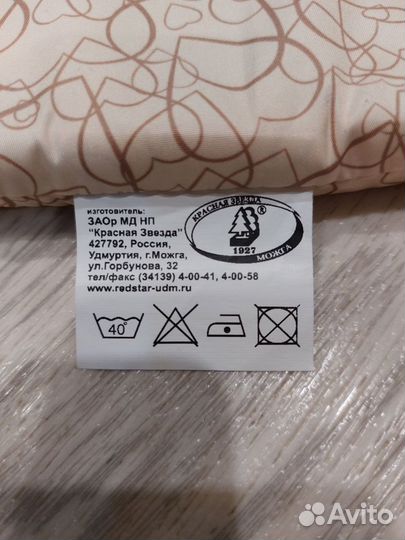 изготовитель:
ЗАОр МД НП
"Красная Звезда"
427792, Россия,
Удмуртия, г.Можга,
ул.Горбунова, 32
тел/факс (34139) 4-00-41, 4-00-58
www.redstar-udm.ru
КРАСНАЯ ЗВЕЗДА
®
1927
МОЖГА
40°
Avito